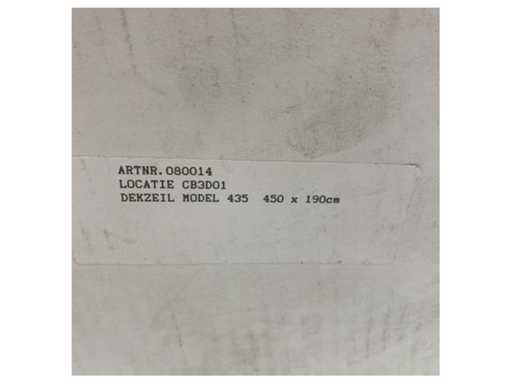 ARTNR.080014
LOCATIE CB3D01
DEKZEIL MODEL 435 450 x 190cm